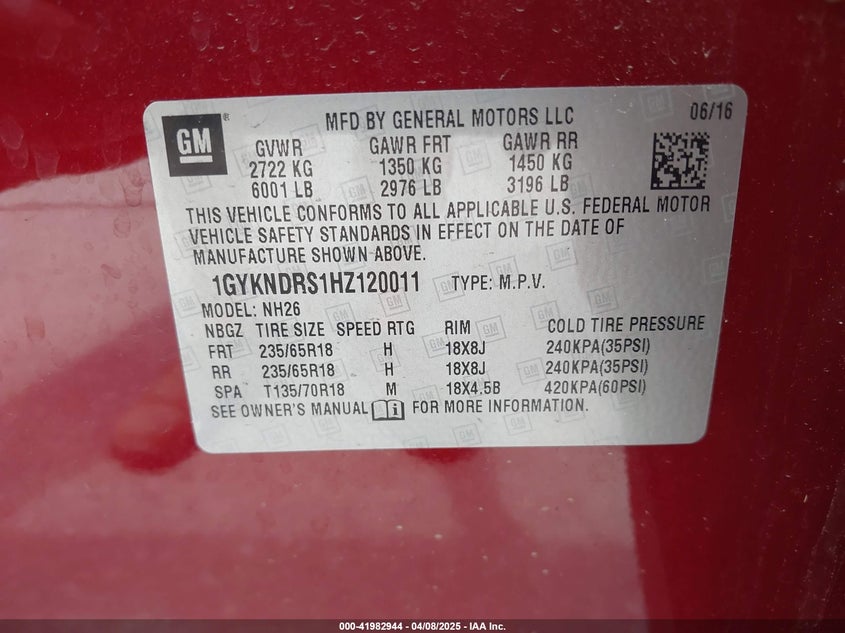 GM ® MFD BY GENERAL MOTORS LLC 06/16
GVWR GAWR FRT GAWR RR
2722 KG 1350 KG 1450 KG
6001 LB 2976 LB 3196 LB
THIS VEHICLE CONFORMS TO ALL APPLICABLE U.S. FEDERAL MOTOR
VEHICLE SAFETY STANDARDS IN EFFECT ON THE DATE OF
MANUFACTURE SHOWN ABOVE.
1GYKNDRS1HZ120011 TYPE: M.P.V.
MODEL: NH26
NBGZ TIRE SIZE SPEED RTG RIM COLD TIRE PRESSURE
FRT 235/65R18 H 18X8J 240KPA(35PSI)
RR 235/65R18 H 18X8J 240KPA(35PSI)
SPA T135/70R18 M 18X4.5B 420KPA(60PSI)
SEE OWNER'S MANUAL FOR MORE INFORMATION.
000-41982944 - 04/08/2025 - IAA Inc.